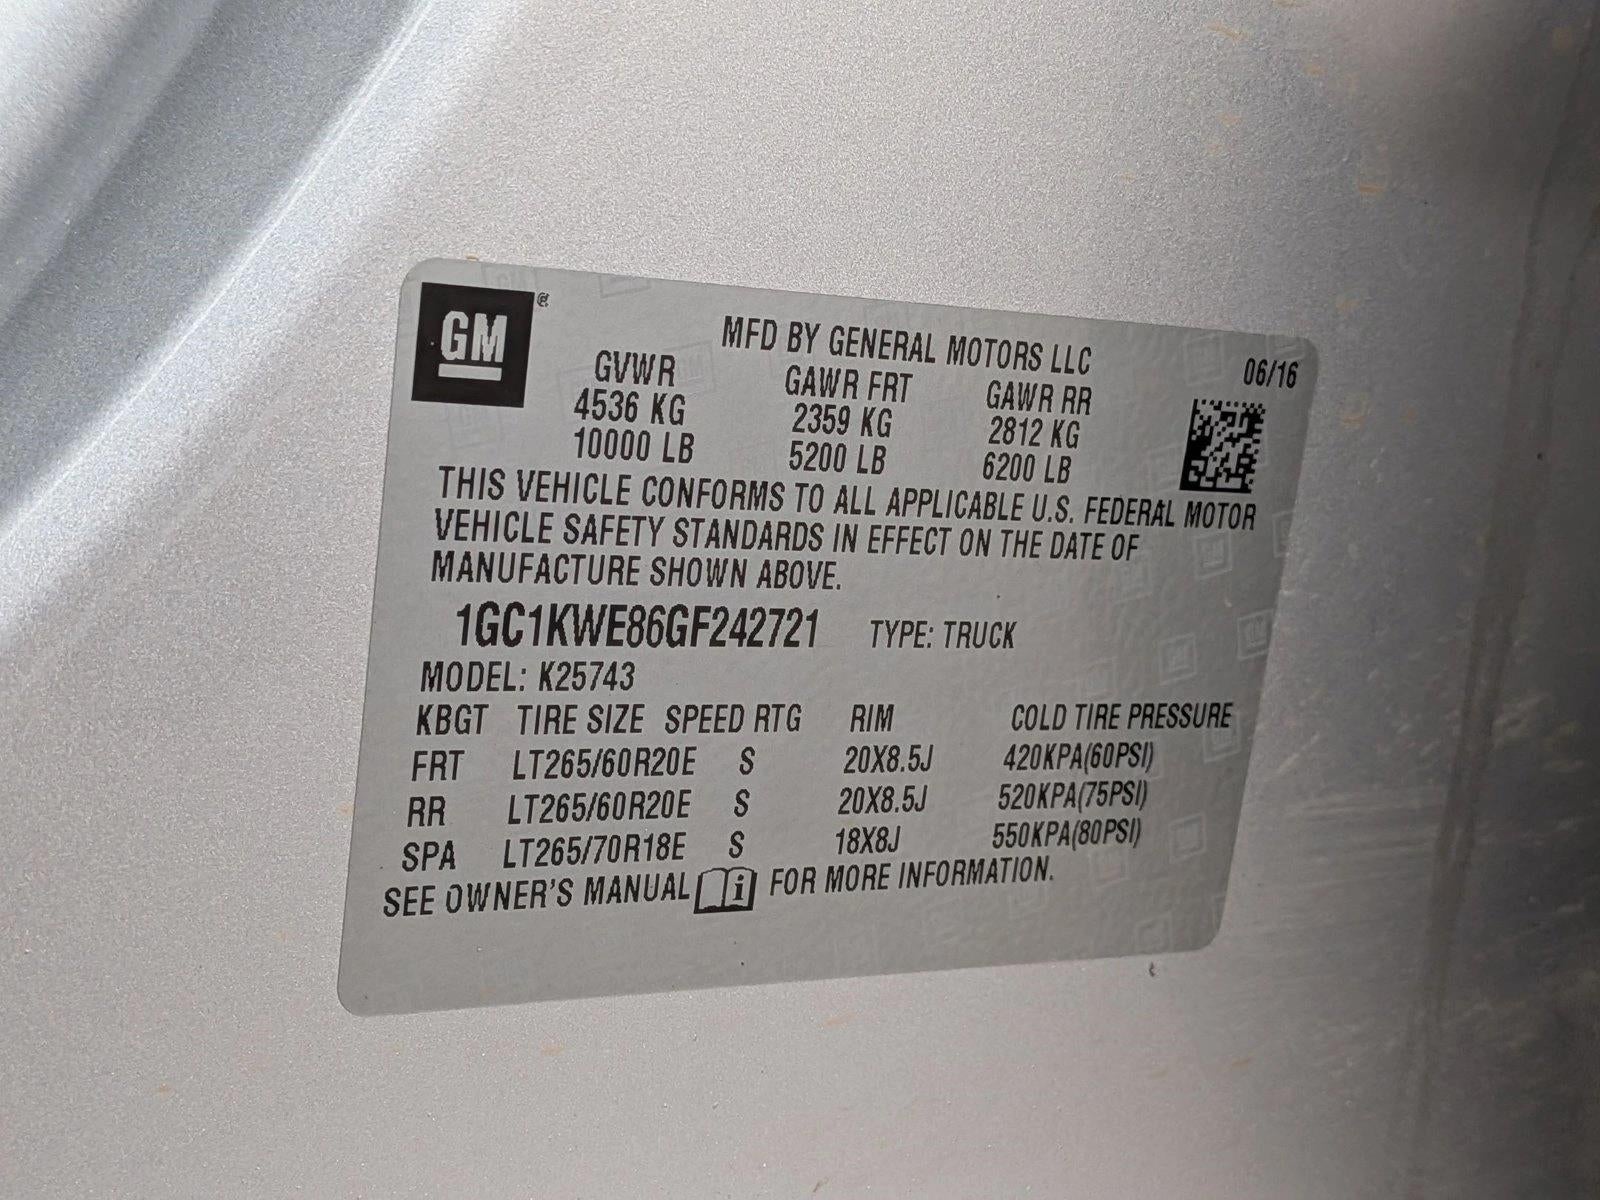 GM ®
MFD BY GENERAL MOTORS LLC 06/16
GVWR GAWR FRT GAWR RR
4536 KG 2359 KG 2812 KG
10000 LB 5200 LB 6200 LB
THIS VEHICLE CONFORMS TO ALL APPLICABLE U.S. FEDERAL MOTOR
VEHICLE SAFETY STANDARDS IN EFFECT ON THE DATE OF
MANUFACTURE SHOWN ABOVE.
1GC1KWE86GF242721 TYPE: TRUCK
MODEL: K25743
KBGT TIRE SIZE SPEED RTG RIM COLD TIRE PRESSURE
FRT LT265/60R20E S 20X8.5J 420KPA(60PSI)
RR LT265/60R20E S 20X8.5J 520KPA(75PSI)
SPA LT265/70R18E S 18X8J 550KPA(80PSI)
SEE OWNER'S MANUAL i FOR MORE INFORMATION.